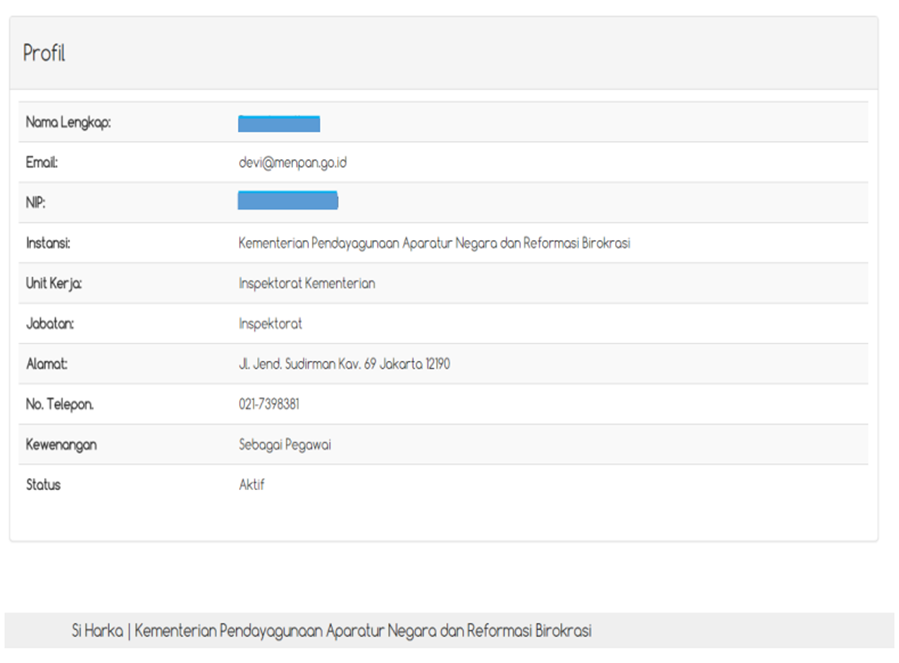 Profil
Nama Lengkap:
Email: devi@menpan.go.id
NIP:
Instansi: Kementerian Pendayagunaan Aparatur Negara dan Reformasi Birokrasi
Unit Kerja: Inspektorat Kementerian
Jabatan: Inspektorat
Alamat: Jl. Jend. Sudirman Kav. 69 Jakarta 12190
No. Telepon. 021-7398381
Kewenangan Sebagai Pegawai
Status Aktif
Si Harka | Kementerian Pendayagunaan Aparatur Negara dan Reformasi Birokrasi